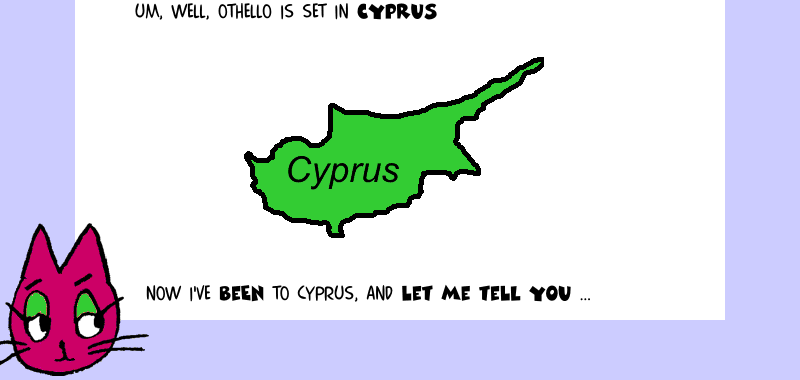 UM, WELL, OTHELLO IS SET IN CYPRUS
Cyprus
NOW I'VE BEEN TO CYPRUS, AND LET ME TELL YOU ...